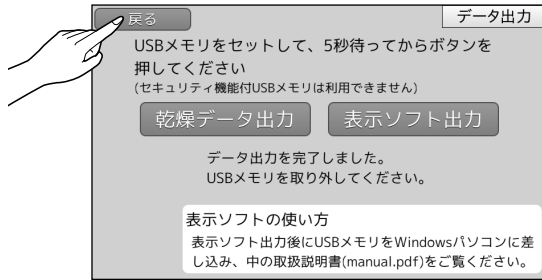 戻る
データ出力
USBメモリをセットして、5秒待ってからボタンを
押してください
(セキュリティ機能付USBメモリは利用できません)
乾燥データ出力
表示ソフト出力
データ出力を完了しました。
USBメモリを取り外してください。
表示ソフトの使い方
表示ソフト出力後にUSBメモリをWindowsパソコンに差
し込み、中の取扱説明書(manual.pdf)をご覧ください。